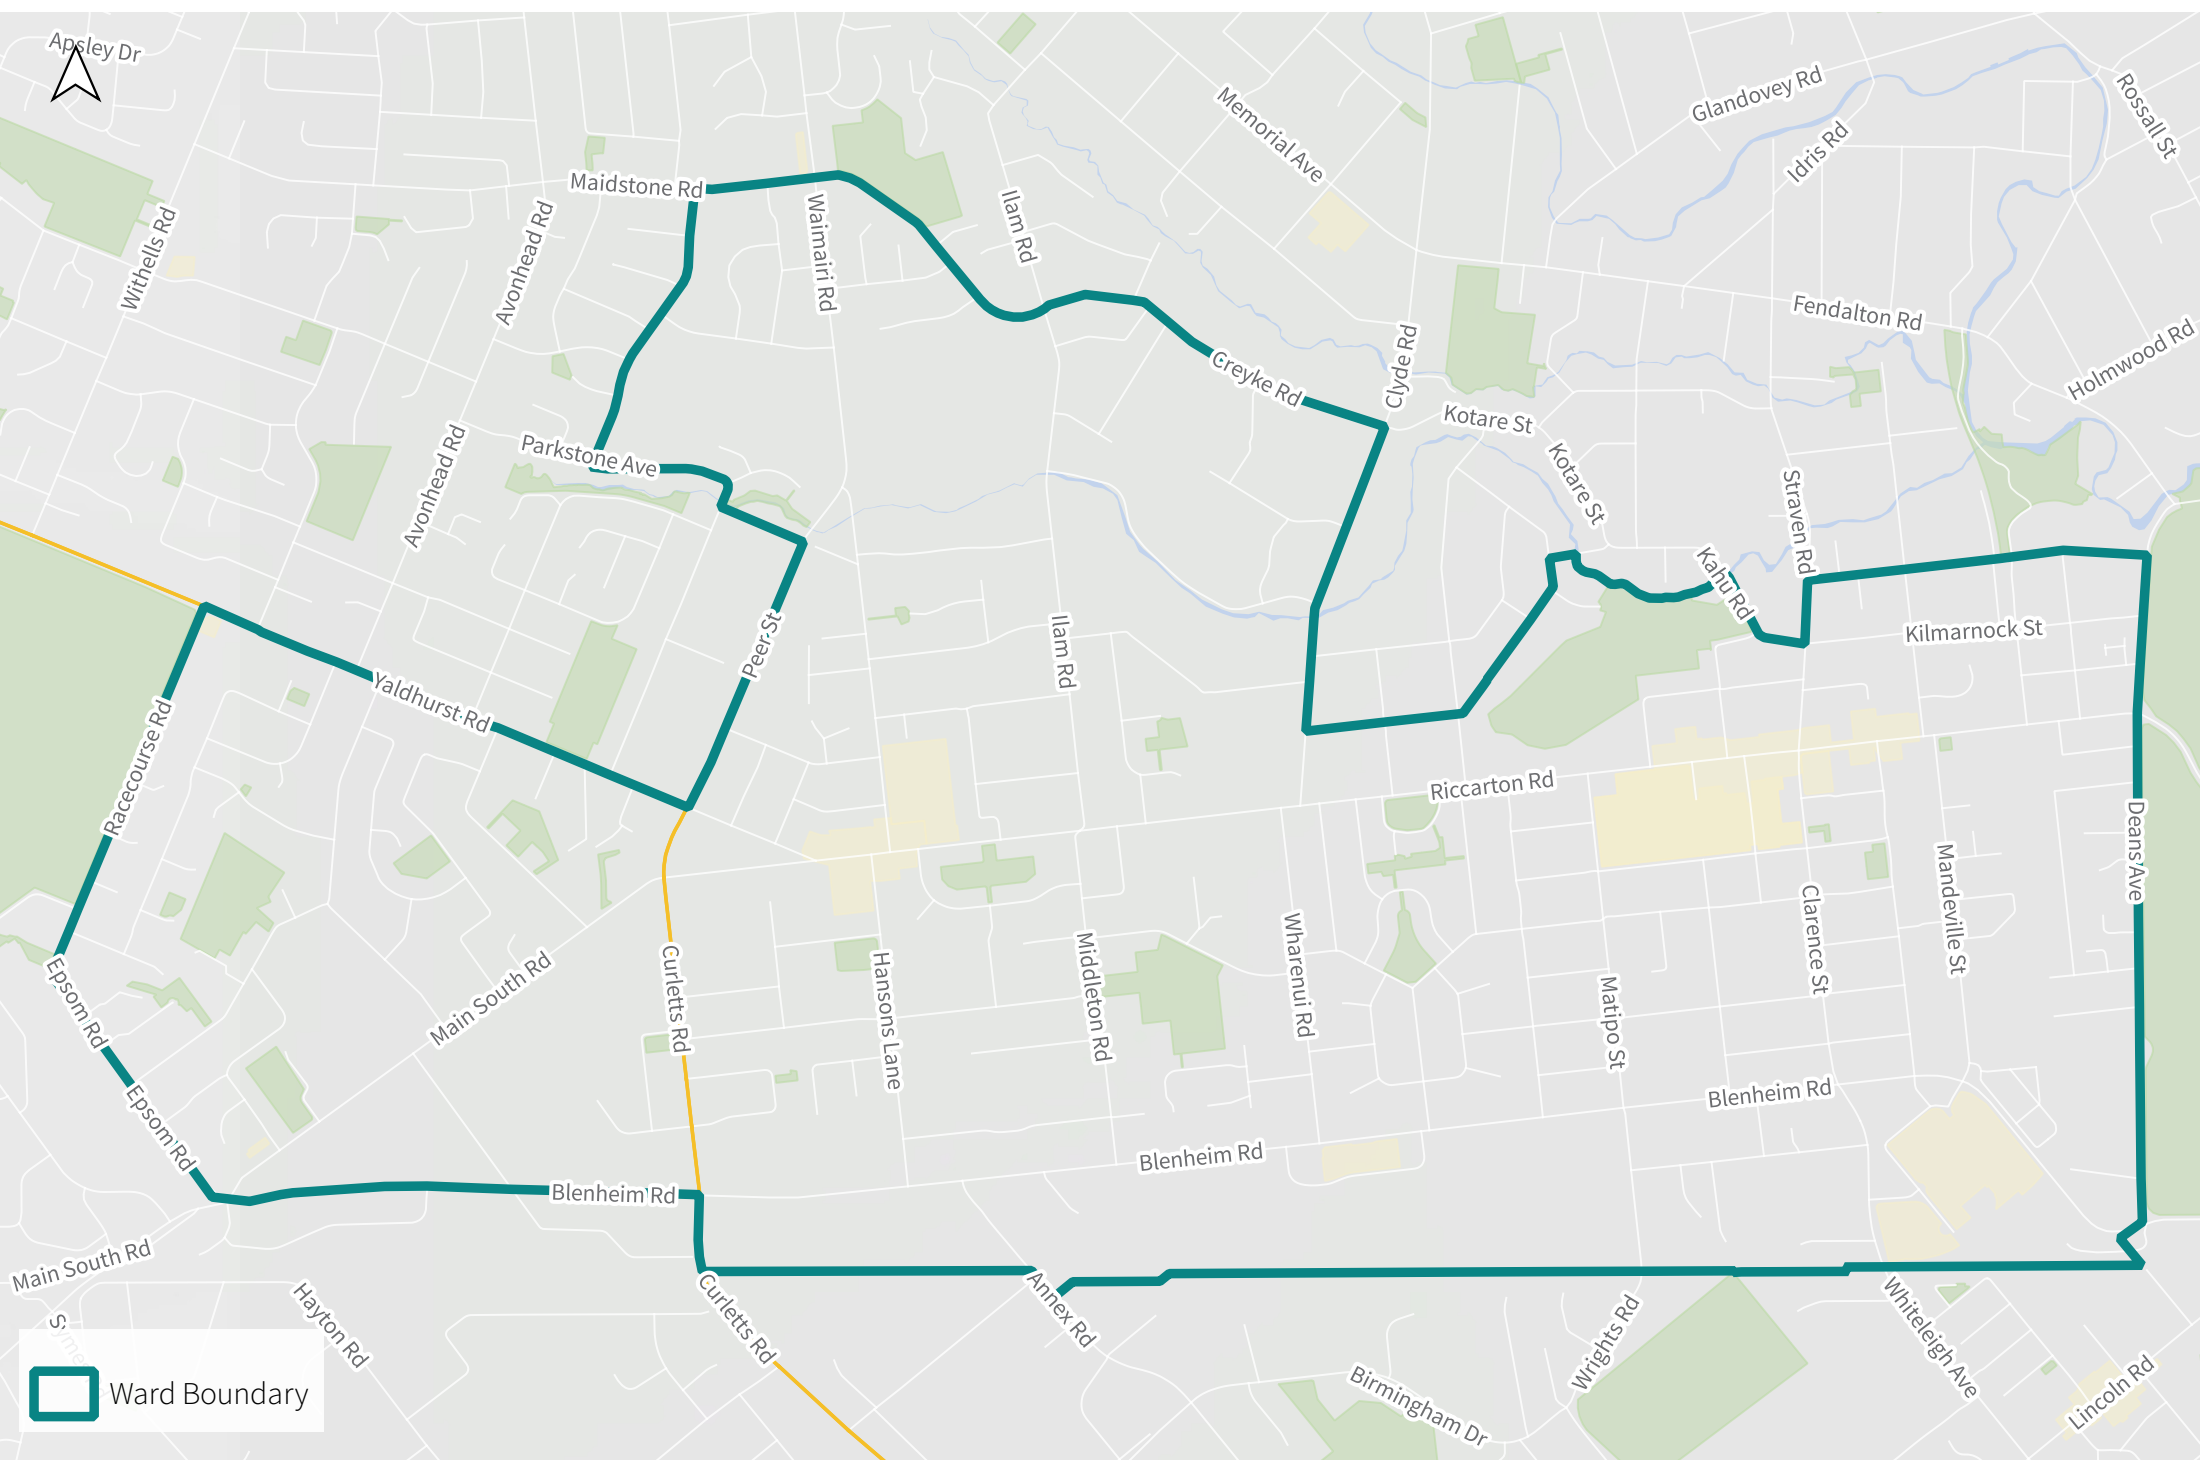 Apsley Dr
Glandovey Rd
Rossall St
Memorial Ave
Idris Rd
Maidstone Rd
Withells Rd
Avonhead Rd
Waimairi Rd
Ilam Rd
Fendalton Rd
Holmwood Rd
Clyde Rd
Creyke Rd
Kotare St
Parkstone Ave
Avonhead Rd
Kotare St
Straven Rd
Kahu Rd
Kilmarnock St
Peer St
Ilam Rd
Yaldhurst Rd
Racecourse Rd
Riccarton Rd
Deans Ave
Mandeville St
Clarence St
Epsom Rd
Main South Rd
Curletts Rd
Hansons Lane
Middleton Rd
Wharenui Rd
Matipo St
Blenheim Rd
Epsom Rd
Blenheim Rd
Blenheim Rd
Main South Rd
Hayton Rd
Curletts Rd
Annex Rd
Wrights Rd
Whiteleigh Ave
Birmingham Dr
Lincoln Rd
Ward Boundary